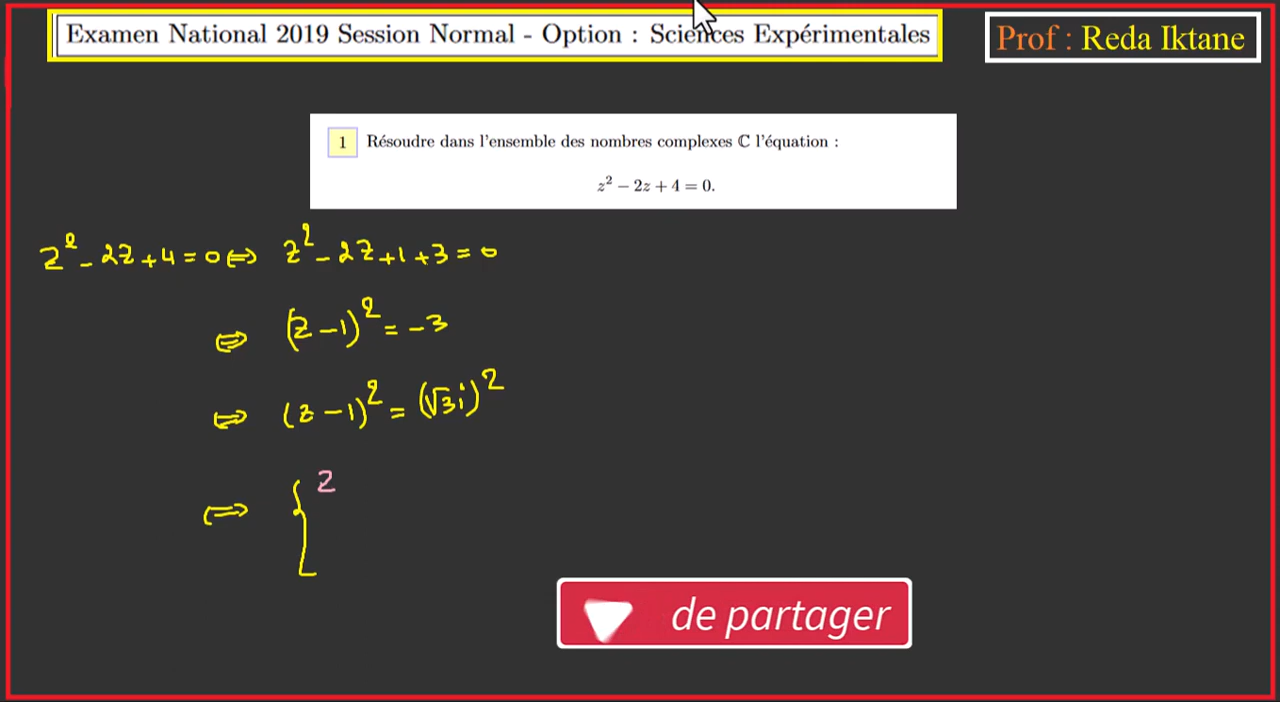 Examen National 2019 Session Normal - Option : Sciences Expérimentales
Prof : Reda Iktane
1 Résoudre dans l'ensemble des nombres complexes ℂ l'équation :
z² − 2z + 4 = 0.
z² - 2z + 4 = 0 ⇔ z² - 2z + 1 + 3 = 0
⇔ (z - 1)² = -3
⇔ (z - 1)² = (√3i)²
⇔ { z
de partager